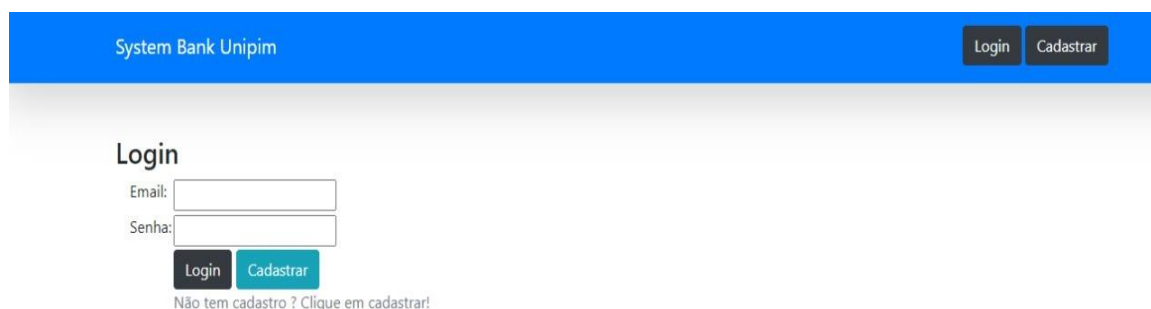 System Bank Unipim
Login Cadastrar
Login
Email:
Senha:
Login Cadastrar
Não tem cadastro ? Clique em cadastrar!